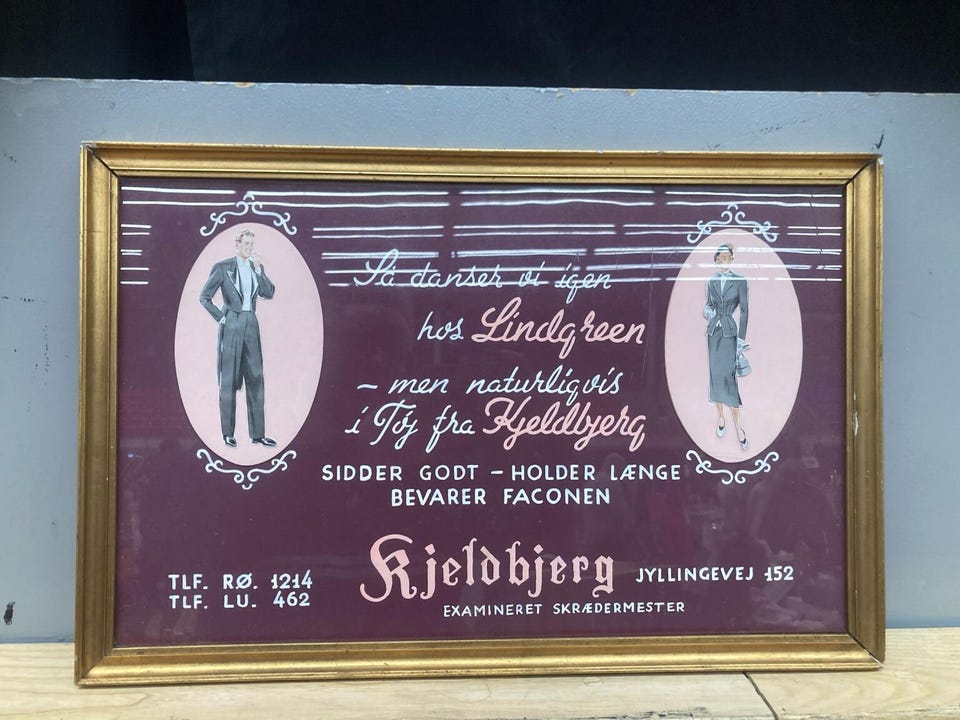 Så danser vi igen
hos Lindgreen
- men naturligvis
i Tøj fra Kjeldbjerg
SIDDER GODT - HOLDER LÆNGE
BEVARER FACONEN
Kjeldbjerg JYLLINGEVEJ 152
EXAMINERET SKRÆDERMESTER
TLF. RØ. 1214
TLF. LU. 462